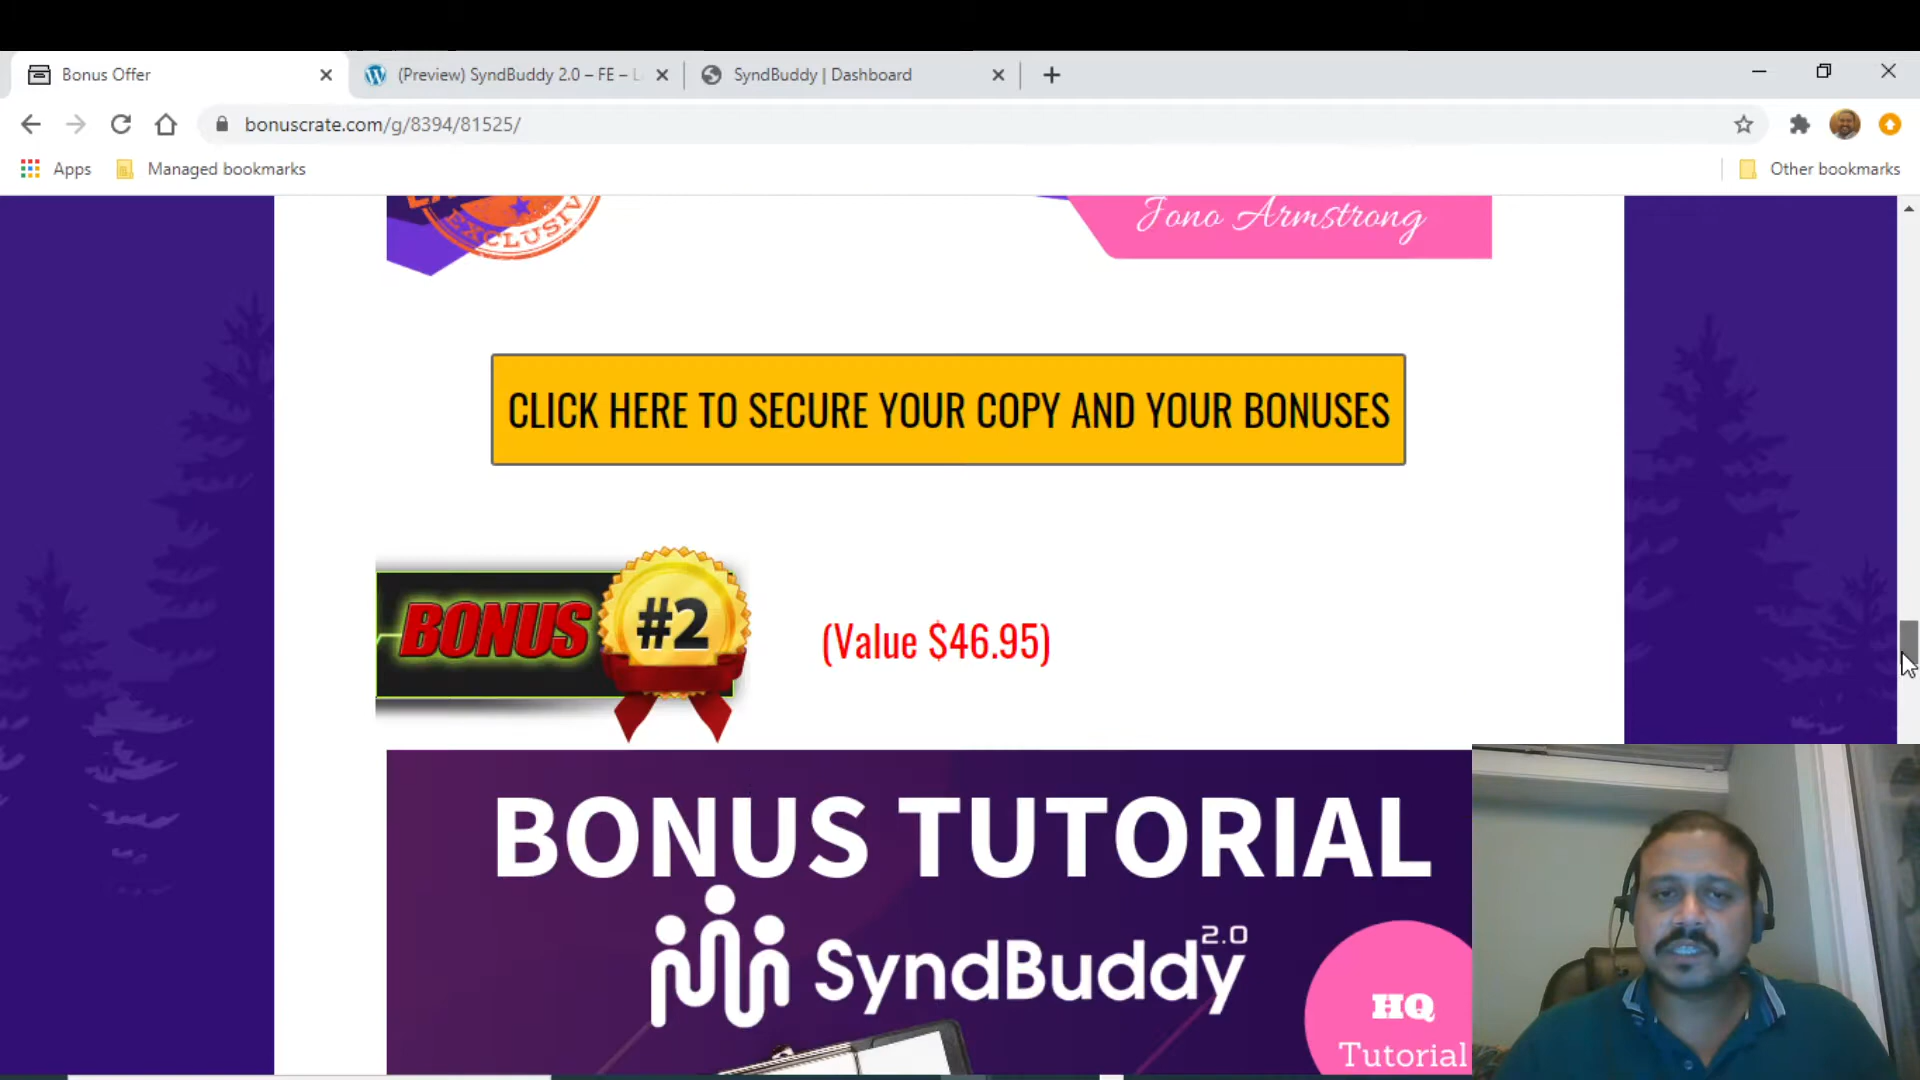 Bonus Offer
(Preview) SyndBuddy 2.0 – FE –
SyndBuddy | Dashboard
bonuscrate.com/g/8394/81525/
Apps
Managed bookmarks
Other bookmarks
EXCLUSIV
Jono Armstrong
CLICK HERE TO SECURE YOUR COPY AND YOUR BONUSES
BONUS #2
(Value $46.95)
BONUS TUTORIAL
SyndBuddy 2.0
HQ
Tutorial